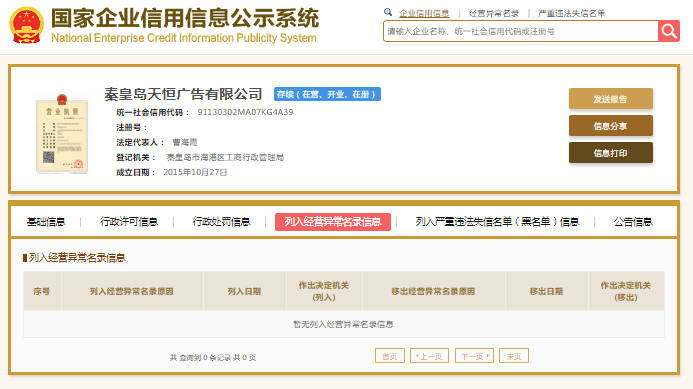 国家企业信用信息公示系统
National Enterprise Credit Information Publicity System
企业信用信息 | 经营异常名录 | 严重违法失信名单
请输入企业名称、统一社会信用代码或注册号
秦皇岛天恒广告有限公司 存续（在营、开业、在册）
统一社会信用代码： 91130302MA07KG4A39
注册号：
法定代表人： 曹海霞
登记机关： 秦皇岛市海港区工商行政管理局
成立日期： 2015年10月27日
营业执照
发送报告
信息分享
信息打印
基础信息 | 行政许可信息 | 行政处罚信息 | 列入经营异常名录信息 | 列入严重违法失信名单（黑名单）信息 | 公告信息
列入经营异常名录信息
序号 列入经营异常名录原因 列入日期 作出决定机关(列入) 移出经营异常名录原因 移出日期 作出决定机关(移出)
暂无列入经营异常名录信息
共 查询到 0 条记录 共 0 页 首页 上一页 下一页 末页